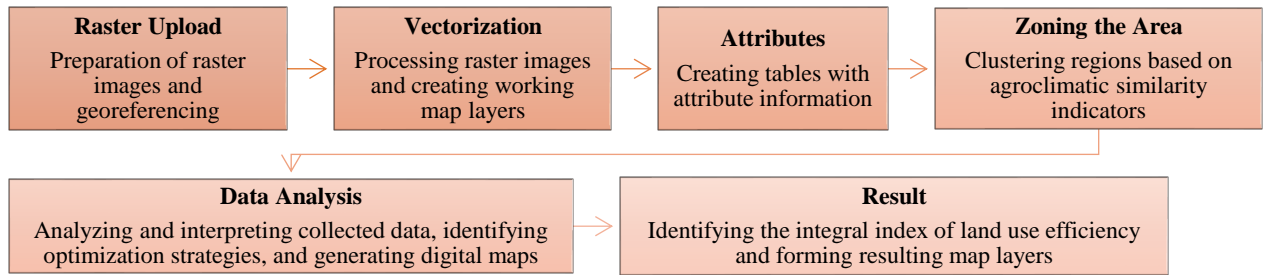 Raster Upload
Preparation of raster
images and
georeferencing
Vectorization
Processing raster images
and creating working
map layers
Attributes
Creating tables with
attribute information
Zoning the Area
Clustering regions based on
agroclimatic similarity
indicators
Data Analysis
Analyzing and interpreting collected data, identifying
optimization strategies, and generating digital maps
Result
Identifying the integral index of land use efficiency
and forming resulting map layers